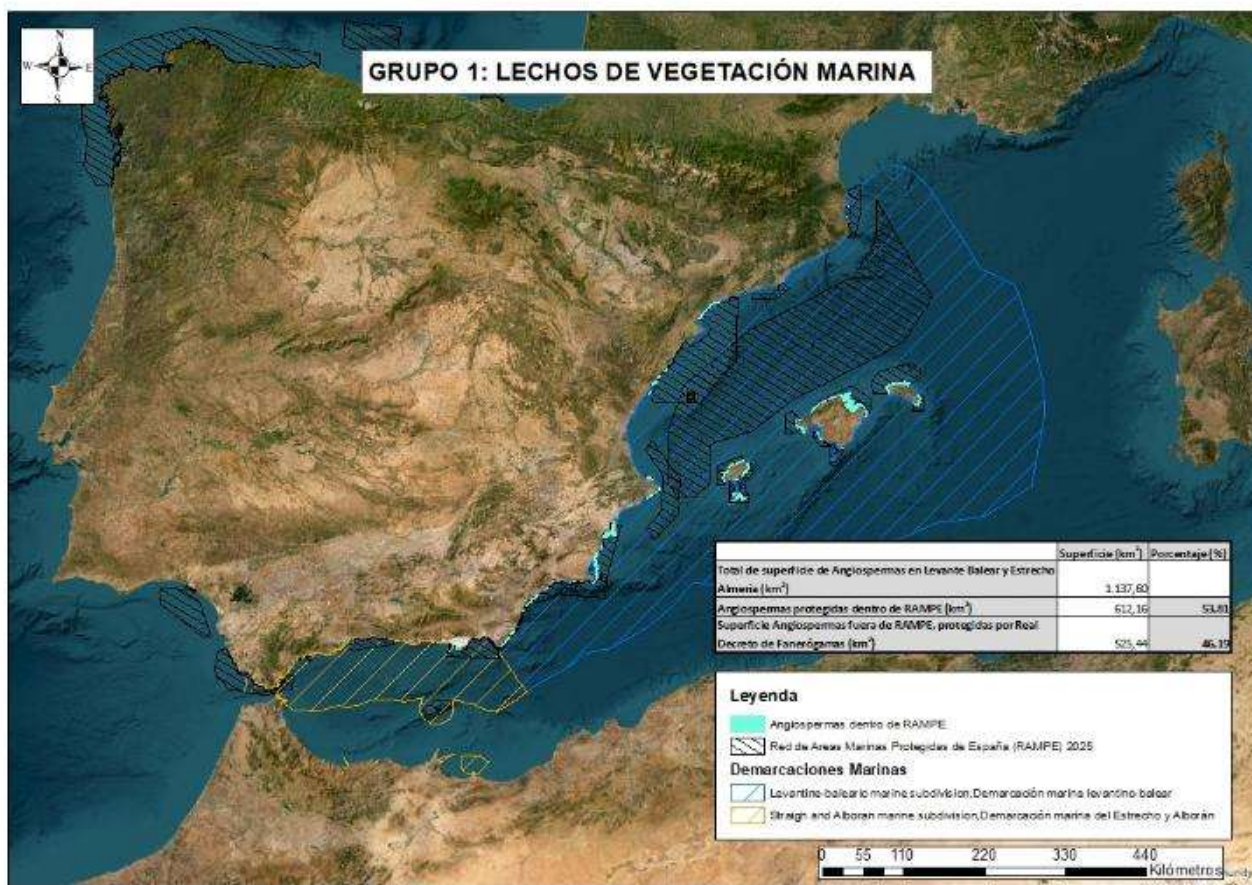 N
W E
S
GRUPO 1: LECHOS DE VEGETACIÓN MARINA
Superficie (km²) Porcentaje (%)
Total de superficie de Angiospermas en Levante Balear y Estrecho
Almería (km²) 1.137,60
Angiospermas protegidas dentro de RAMPE (km²) 612,16 53,81
Superficie Angiospermas fuera de RAMPE, protegidas por Real
Decreto de Fanerógamas (km²) 525,44 46,19
Leyenda
Angiospermas dentro de RAMPE
Red de Areas Marinas Protegidas de España (RAMPE) 2025
Demarcaciones Marinas
Levantine-balearic marine subdivision,Demarcación marina levantino balear
Straigh and Alboran marine subdivision,Demarcación marina del Estrecho y Alborán
0 55 110 220 330 440
Kilómetros